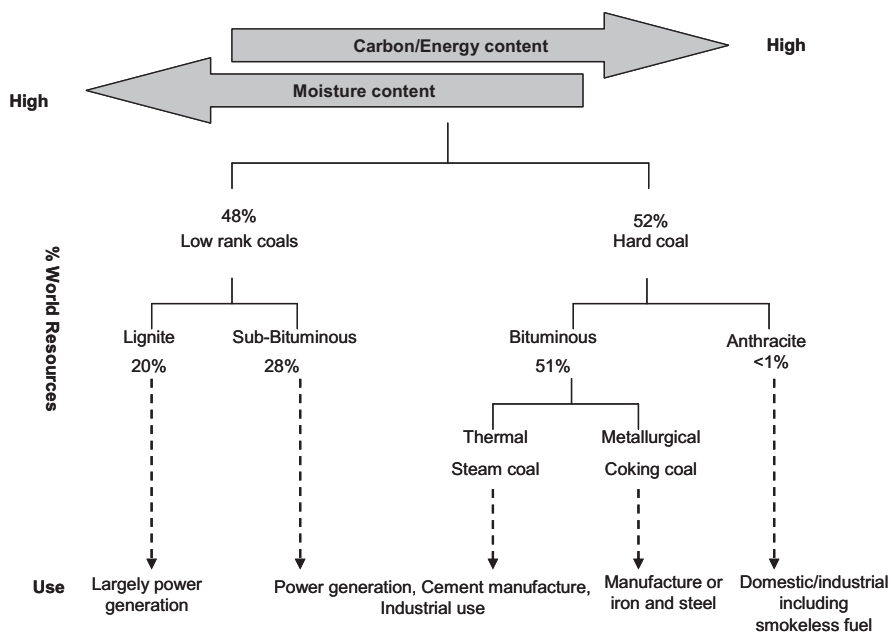 Carbon/Energy content
High
Moisture content
High
48%
Low rank coals
52%
Hard coal
% World Resources
Lignite
20%
Sub-Bituminous
28%
Bituminous
51%
Anthracite
<1%
Thermal
Steam coal
Metallurgical
Coking coal
Use
Largely power
generation
Power generation, Cement manufacture,
Industrial use
Manufacture or
iron and steel
Domestic/industrial
including
smokeless fuel